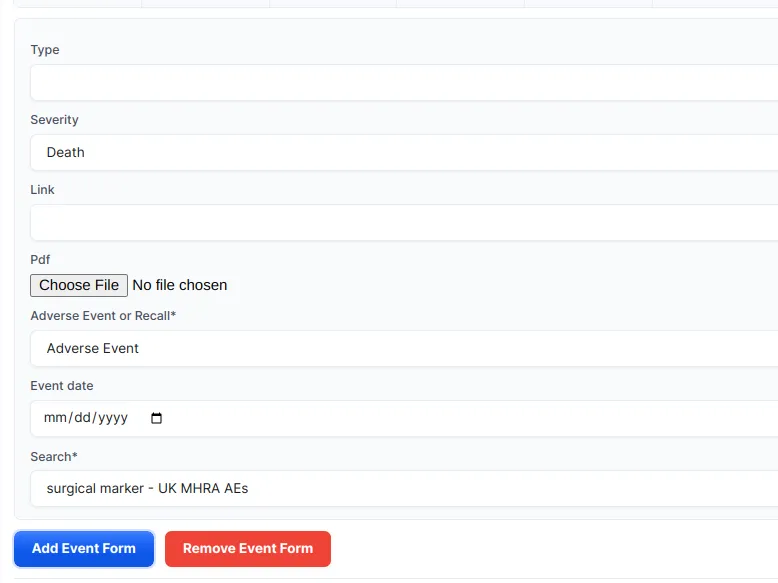 Type
Severity
Death
Link
Pdf
Choose File No file chosen
Adverse Event or Recall*
Adverse Event
Event date
mm/dd/yyyy
Search*
surgical marker - UK MHRA AEs
Add Event Form Remove Event Form